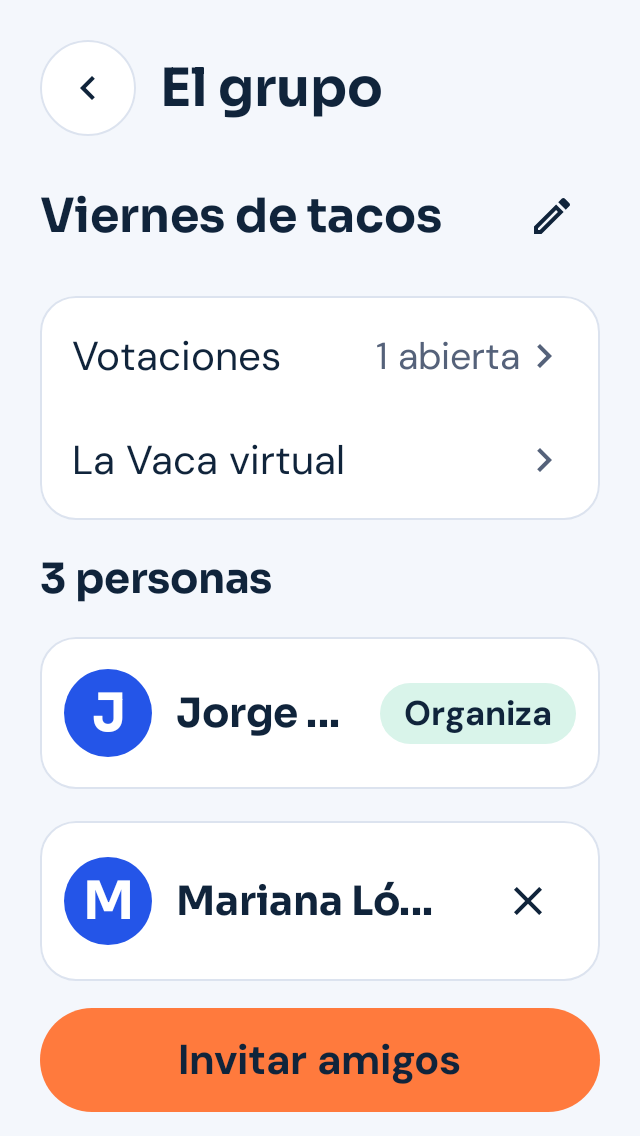 El grupo
Viernes de tacos
Votaciones 1 abierta
La Vaca virtual
3 personas
J Jorge ... Organiza
M Mariana Ló...
Invitar amigos